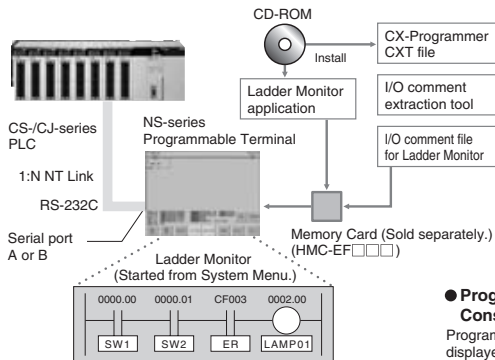 CD-ROM
Install
CX-Programmer
CXT file
Ladder Monitor
application
I/O comment
extraction tool
I/O comment file
for Ladder Monitor
CS-/CJ-series
PLC
NS-series
Programmable Terminal
1:N NT Link
RS-232C
Serial port
A or B
Memory Card (Sold separately.)
(HMC-EF□□□)
Ladder Monitor
(Started from System Menu.)
0000.00 0000.01 CF003 0002.00
SW1 SW2 ER LAMP01
● Prog
Cons
Program
displaye